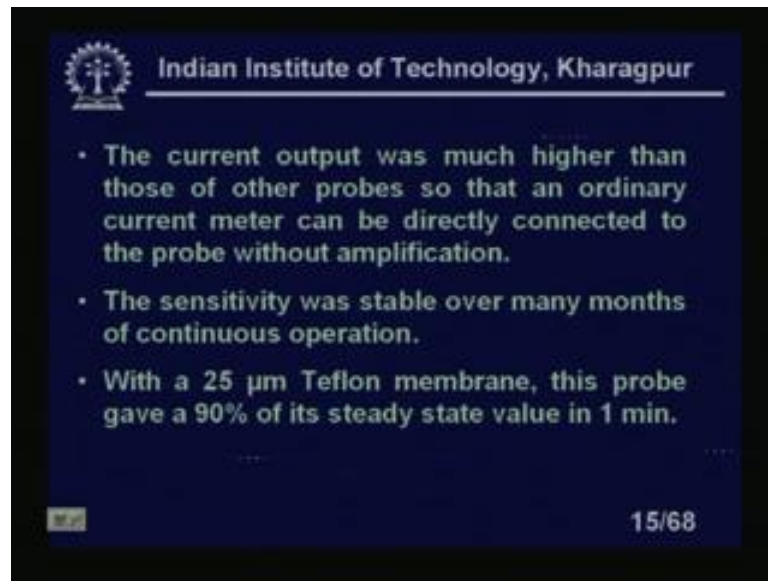 Indian Institute of Technology, Kharagpur
• The current output was much higher than
those of other probes so that an ordinary
current meter can be directly connected to
the probe without amplification.
• The sensitivity was stable over many months
of continuous operation.
• With a 25 μm Teflon membrane, this probe
gave a 90% of its steady state value in 1 min.
15/68